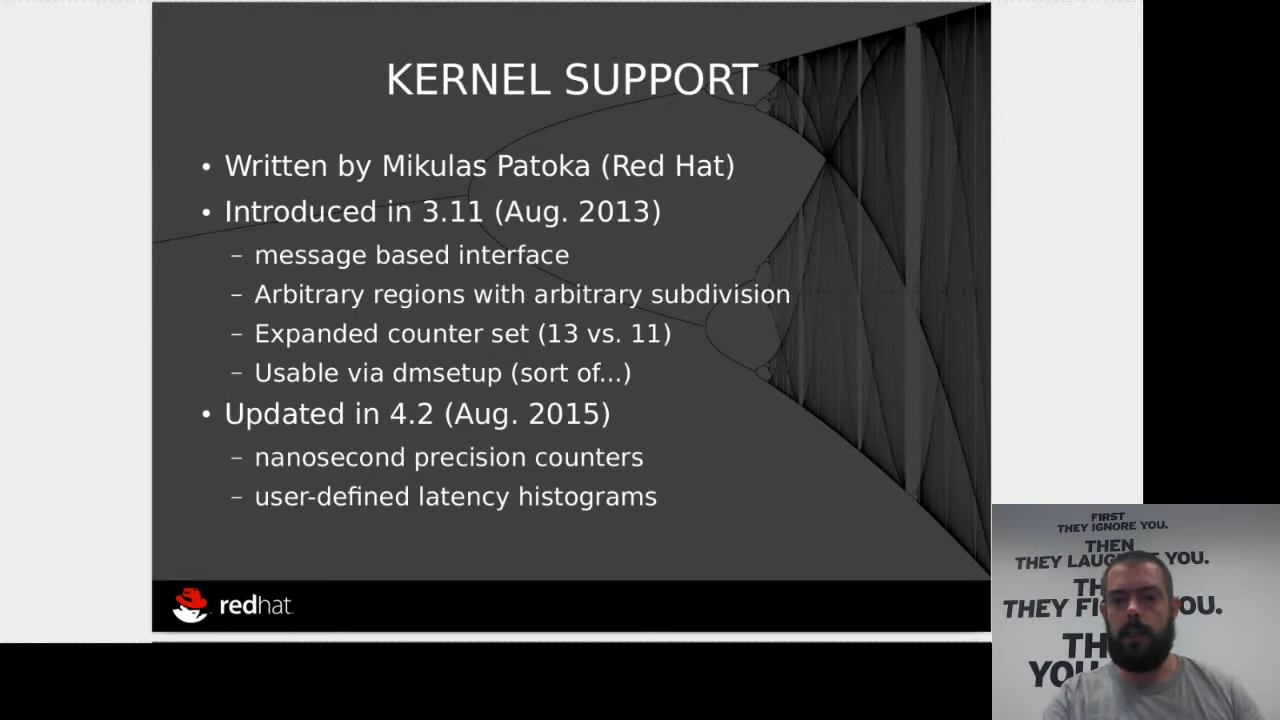 KERNEL SUPPORT
• Written by Mikulas Patoka (Red Hat)
• Introduced in 3.11 (Aug. 2013)
– message based interface
– Arbitrary regions with arbitrary subdivision
– Expanded counter set (13 vs. 11)
– Usable via dmsetup (sort of...)
• Updated in 4.2 (Aug. 2015)
– nanosecond precision counters
– user-defined latency histograms
redhat.
FIRST
THEY IGNORE YOU.
THEN
THEY YOU.
THEY